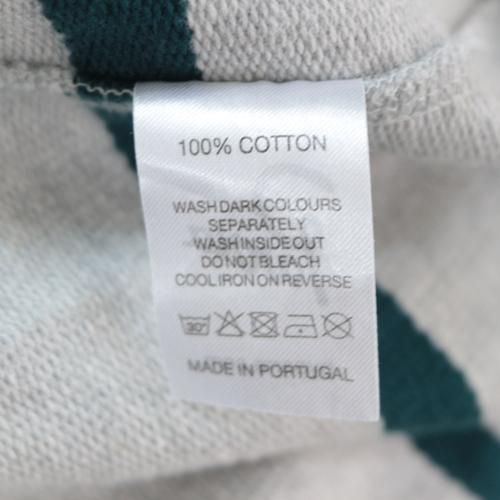 100% COTTON
WASH DARK COLOURS
SEPARATELY
WASH INSIDE OUT
DO NOT BLEACH
COOL IRON ON REVERSE
30°
MADE IN PORTUGAL